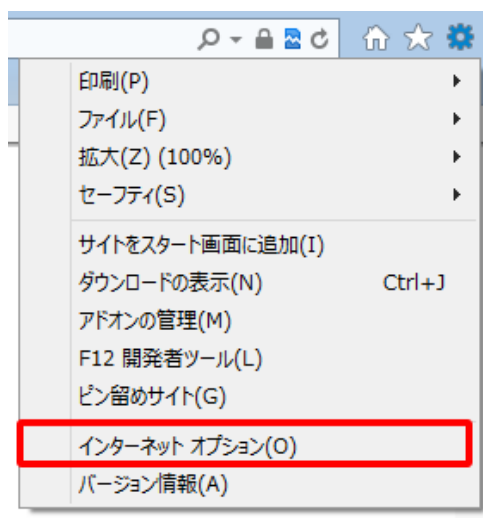 印刷(P)
ファイル(F)
拡大(Z) (100%)
セーフティ(S)
サイトをスタート画面に追加(I)
ダウンロードの表示(N) Ctrl+J
アドオンの管理(M)
F12 開発者ツール(L)
ピン留めサイト(G)
インターネット オプション(O)
バージョン情報(A)